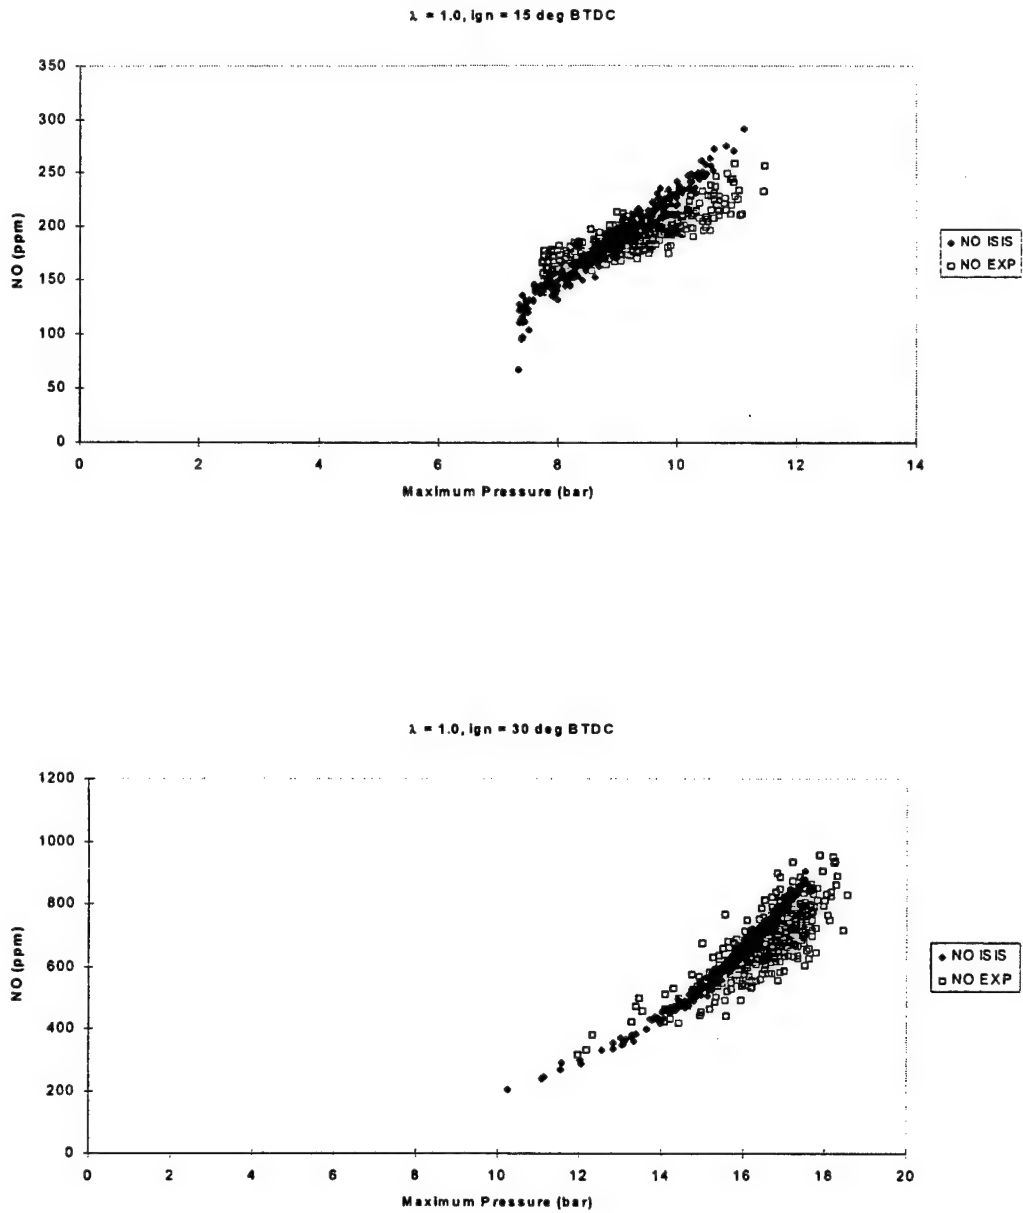 λ = 1.0, ign = 15 deg BTDC
350
300
250
200
150
100
50
0
NO (ppm)
0 2 4 6 8 10 12 14
Maximum Pressure (bar)
NO ISIS
NO EXP
λ = 1.0, ign = 30 deg BTDC
1200
1000
800
600
400
200
0
NO (ppm)
0 2 4 6 8 10 12 14 16 18 20
Maximum Pressure (bar)
NO ISIS
NO EXP